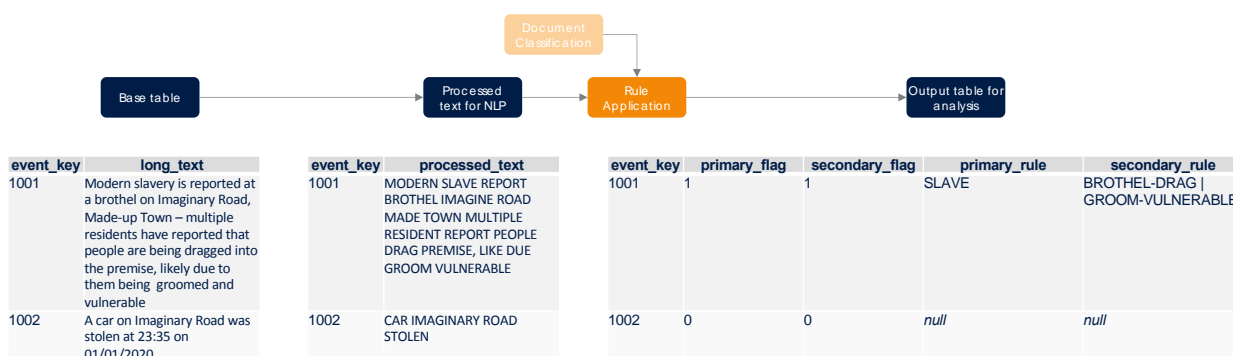 Document
Classification
Base table
Processed
text for NLP
Rule
Application
Output table for
analysis
event_key long_text
1001 Modern slavery is reported at
a brothel on Imaginary Road,
Made-up Town – multiple
residents have reported that
people are being dragged into
the premise, likely due to
them being groomed and
vulnerable
1002 A car on Imaginary Road was
stolen at 23:35 on
01/01/2020
event_key processed_text
1001 MODERN SLAVE REPORT
BROTHEL IMAGINE ROAD
MADE TOWN MULTIPLE
RESIDENT REPORT PEOPLE
DRAG PREMISE, LIKE DUE
GROOM VULNERABLE
1002 CAR IMAGINARY ROAD
STOLEN
event_key primary_flag secondary_flag primary_rule secondary_rule
1001 1 1 SLAVE BROTHEL-DRAG |
GROOM-VULNERABLE
1002 0 0 null null